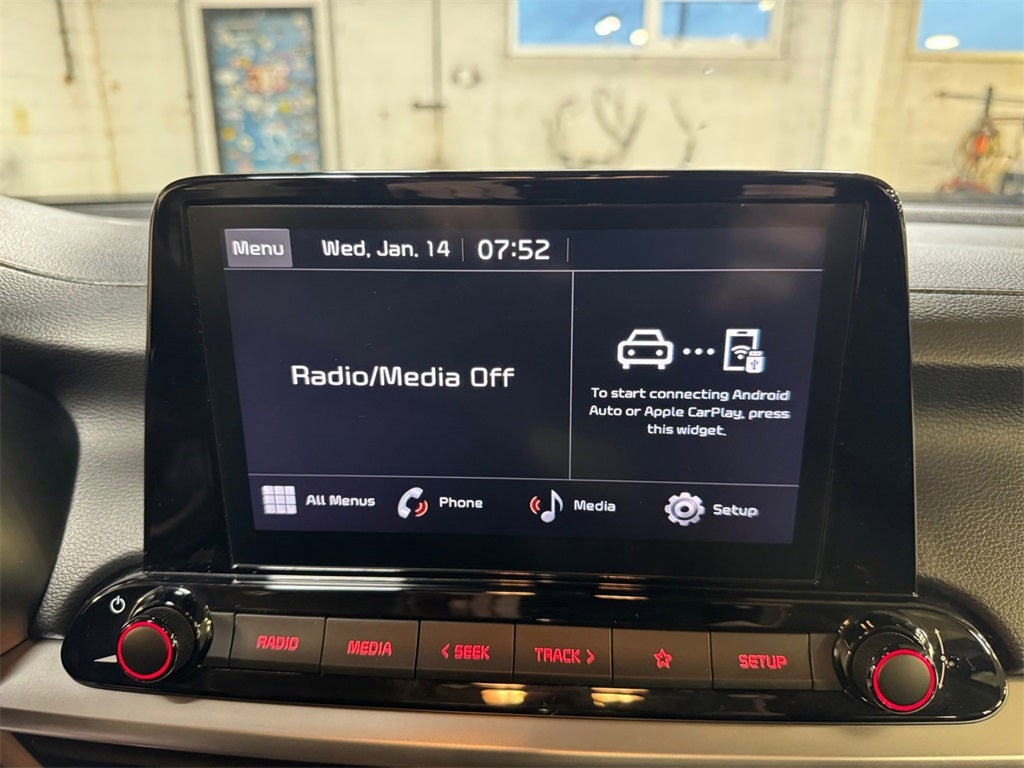 Menu Wed, Jan. 14 07:52
Radio/Media Off
To start connecting Android
Auto or Apple CarPlay, press
this widget.
All Menus Phone Media Setup
RADIO MEDIA < SEEK TRACK > SETUP